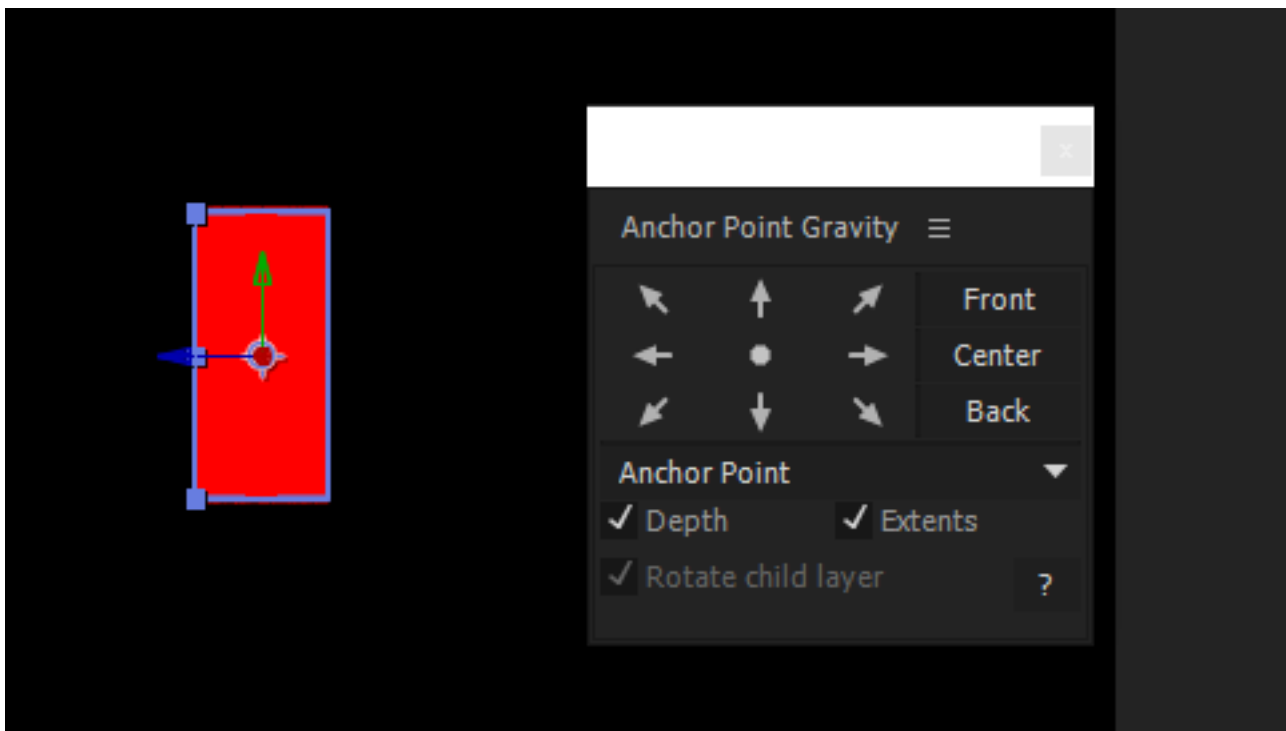 x
Anchor Point Gravity
Front
Center
Back
Anchor Point
Depth Extents
Rotate child layer ?